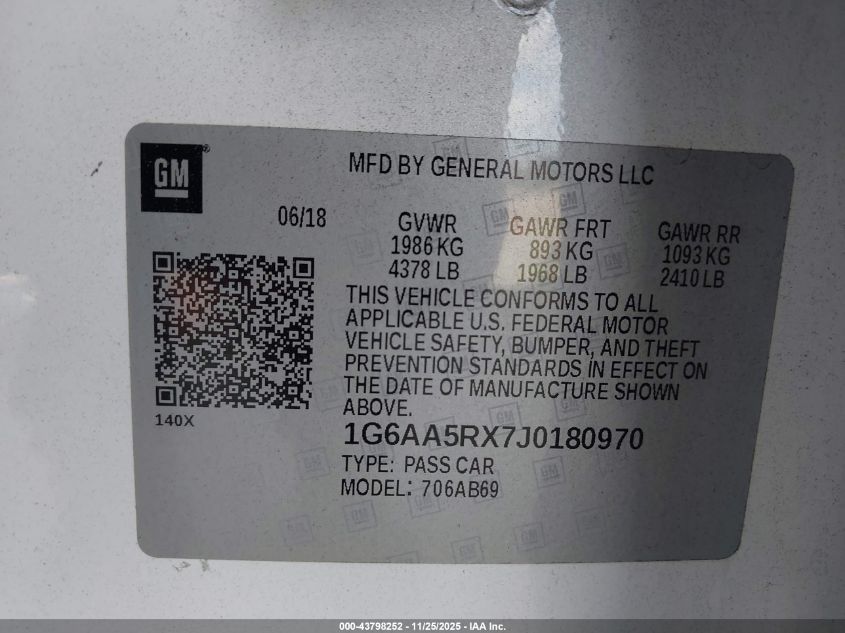 GM ®
MFD BY GENERAL MOTORS LLC
06/18
GVWR
1986 KG
4378 LB
GAWR FRT
893 KG
1968 LB
GAWR RR
1093 KG
2410 LB
THIS VEHICLE CONFORMS TO ALL
APPLICABLE U.S. FEDERAL MOTOR
VEHICLE SAFETY, BUMPER, AND THEFT
PREVENTION STANDARDS IN EFFECT ON
THE DATE OF MANUFACTURE SHOWN
ABOVE.
140X
1G6AA5RX7J0180970
TYPE: PASS CAR
MODEL: 706AB69
000-43798252 - 11/25/2025 - IAA Inc.